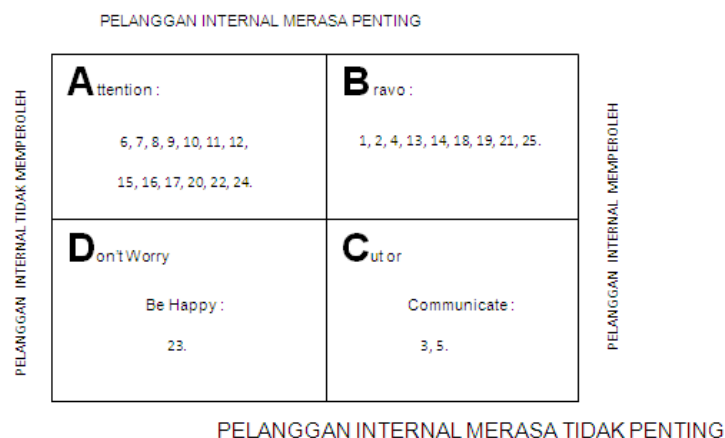 PELANGGAN INTERNAL MERASA PENTING
PELANGGAN INTERNAL TIDAK MEMPEROLEH
Attention :
6, 7, 8, 9, 10, 11, 12,
15, 16, 17, 20, 22, 24.
Bravo :
1, 2, 4, 13, 14, 18, 19, 21, 25.
PELANGGAN INTERNAL MEMPEROLEH
Don't Worry
Be Happy :
23.
Cut or
Communicate :
3, 5.
PELANGGAN INTERNAL MERASA TIDAK PENTING